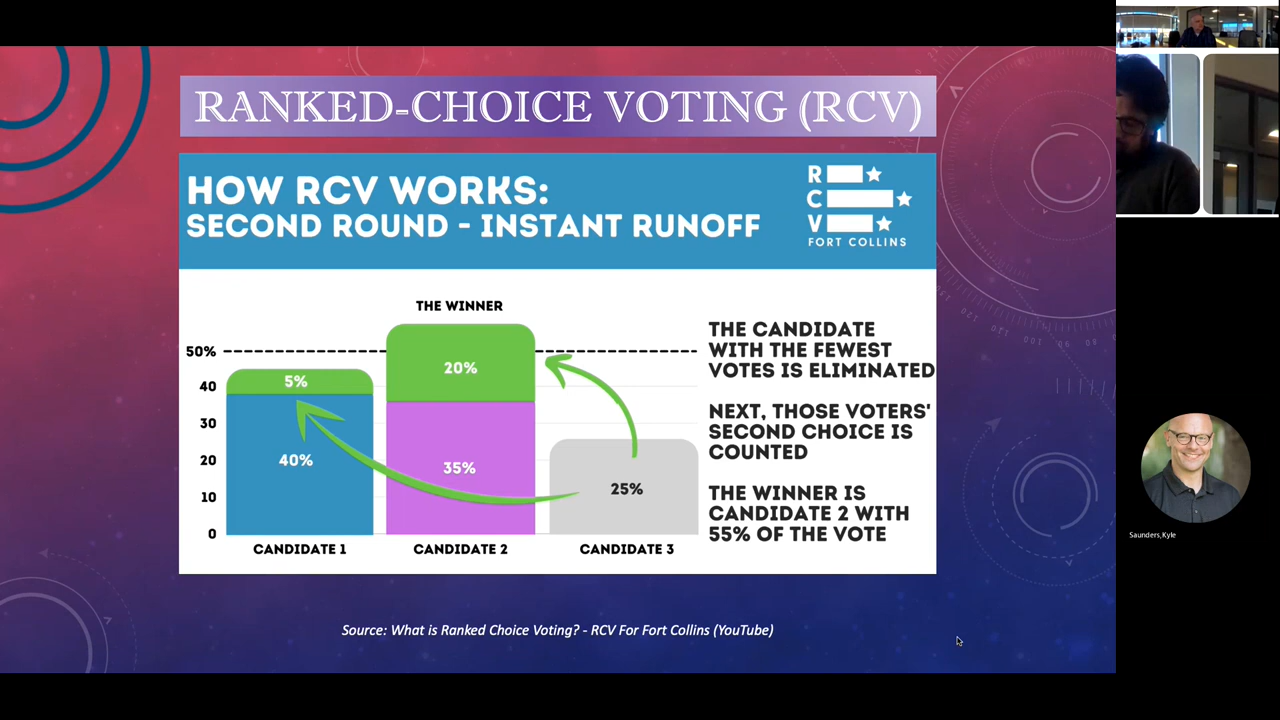 RANKED-CHOICE VOTING (RCV)
HOW RCV WORKS:
SECOND ROUND - INSTANT RUNOFF
R
C
V
FORT COLLINS
THE WINNER
50%
40
30
20
10
0
5%
40%
20%
35%
25%
CANDIDATE 1
CANDIDATE 2
CANDIDATE 3
THE CANDIDATE
WITH THE FEWEST
VOTES IS ELIMINATED
NEXT, THOSE VOTERS'
SECOND CHOICE IS
COUNTED
THE WINNER IS
CANDIDATE 2 WITH
55% OF THE VOTE
Source: What is Ranked Choice Voting? - RCV For Fort Collins (YouTube)
Saunders,Kyle